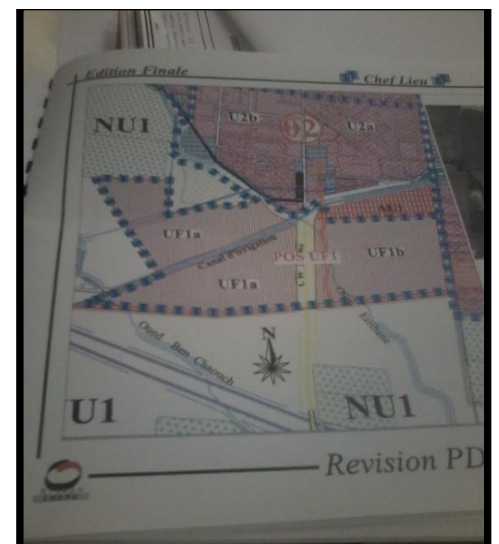 Edition Finale
Chef Lieu
NU1
U2b
02
U2a
AU1
UF1a
Canal d'irrigation
POS UF1
UF1b
UF1a
Oued Ben Chaouch
N
U1
NU1
Revision PD